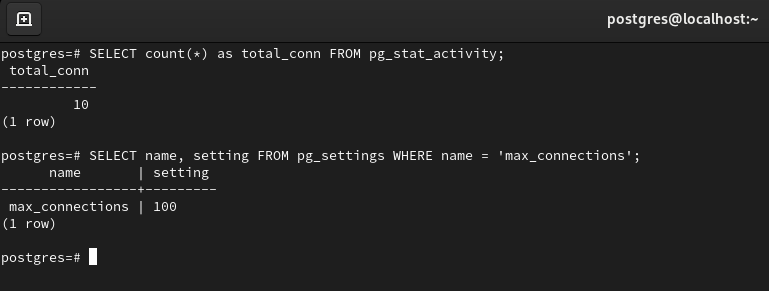 postgres@localhost:~
postgres=# SELECT count(*) as total_conn FROM pg_stat_activity;
 total_conn
------------
         10
(1 row)

postgres=# SELECT name, setting FROM pg_settings WHERE name = 'max_connections';
      name       | setting
-----------------+---------
 max_connections | 100
(1 row)

postgres=#